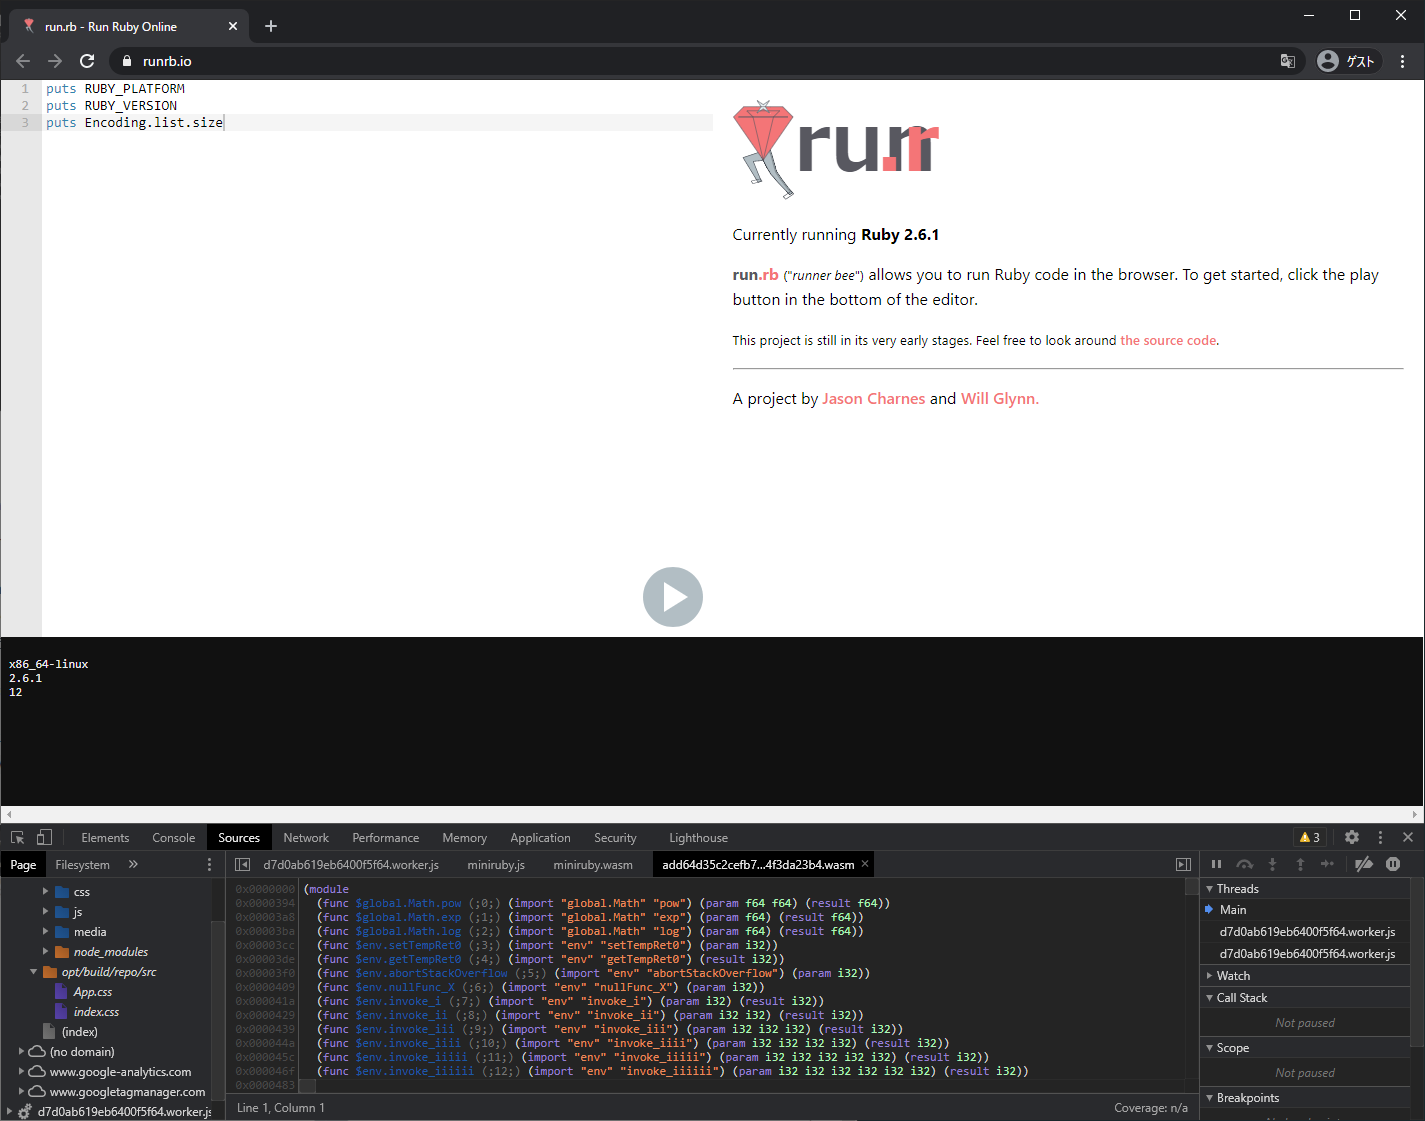 run.rb - Run Ruby Online
runrb.io
ゲスト
1 puts RUBY_PLATFORM
2 puts RUBY_VERSION
3 puts Encoding.list.size
run.r
Currently running Ruby 2.6.1
run.rb ("runner bee") allows you to run Ruby code in the browser. To get started, click the play
button in the bottom of the editor.
This project is still in its very early stages. Feel free to look around the source code.
A project by Jason Charnes and Will Glynn.
x86_64-linux
2.6.1
12
Elements Console Sources Network Performance Memory Application Security Lighthouse 3
Page Filesystem » d7d0ab619eb6400f5f64.worker.js miniruby.js miniruby.wasm add64d35c2cefb7...4f3da23b4.wasm ×
css
js
media
node_modules
opt/build/repo/src
App.css
index.css
(index)
(no domain)
www.google-analytics.com
www.googletagmanager.com
d7d0ab619eb6400f5f64.worker.js
0x0000000 (module
0x0000394 (func $global.Math.pow (;0;) (import "global.Math" "pow") (param f64 f64) (result f64))
0x00003a8 (func $global.Math.exp (;1;) (import "global.Math" "exp") (param f64) (result f64))
0x00003ba (func $global.Math.log (;2;) (import "global.Math" "log") (param f64) (result f64))
0x00003cc (func $env.setTempRet0 (;3;) (import "env" "setTempRet0") (param i32))
0x00003de (func $env.getTempRet0 (;4;) (import "env" "getTempRet0") (result i32))
0x00003f0 (func $env.abortStackOverflow (;5;) (import "env" "abortStackOverflow") (param i32))
0x0000409 (func $env.nullFunc_X (;6;) (import "env" "nullFunc_X") (param i32))
0x000041a (func $env.invoke_i (;7;) (import "env" "invoke_i") (param i32) (result i32))
0x0000429 (func $env.invoke_ii (;8;) (import "env" "invoke_ii") (param i32 i32) (result i32))
0x0000439 (func $env.invoke_iii (;9;) (import "env" "invoke_iii") (param i32 i32 i32) (result i32))
0x000044a (func $env.invoke_iiii (;10;) (import "env" "invoke_iiii") (param i32 i32 i32 i32) (result i32))
0x000045c (func $env.invoke_iiiii (;11;) (import "env" "invoke_iiiii") (param i32 i32 i32 i32 i32) (result i32))
0x000046f (func $env.invoke_iiiiii (;12;) (import "env" "invoke_iiiiii") (param i32 i32 i32 i32 i32 i32) (result i32))
0x0000483
Line 1, Column 1
Coverage: n/a
Threads
Main
d7d0ab619eb6400f5f64.worker.js
d7d0ab619eb6400f5f64.worker.js
Watch
Call Stack
Not paused
Scope
Not paused
Breakpoints